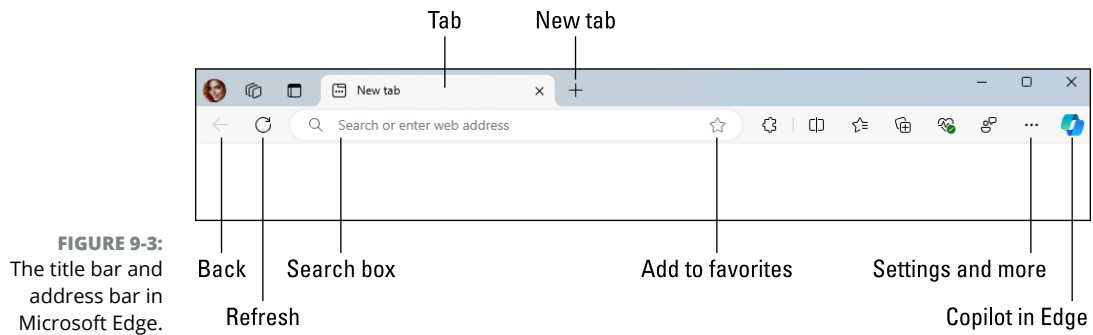 Tab
New tab
New tab
Search or enter web address
FIGURE 9-3:
The title bar and
address bar in
Microsoft Edge.
Back
Search box
Add to favorites
Settings and more
Refresh
Copilot in Edge